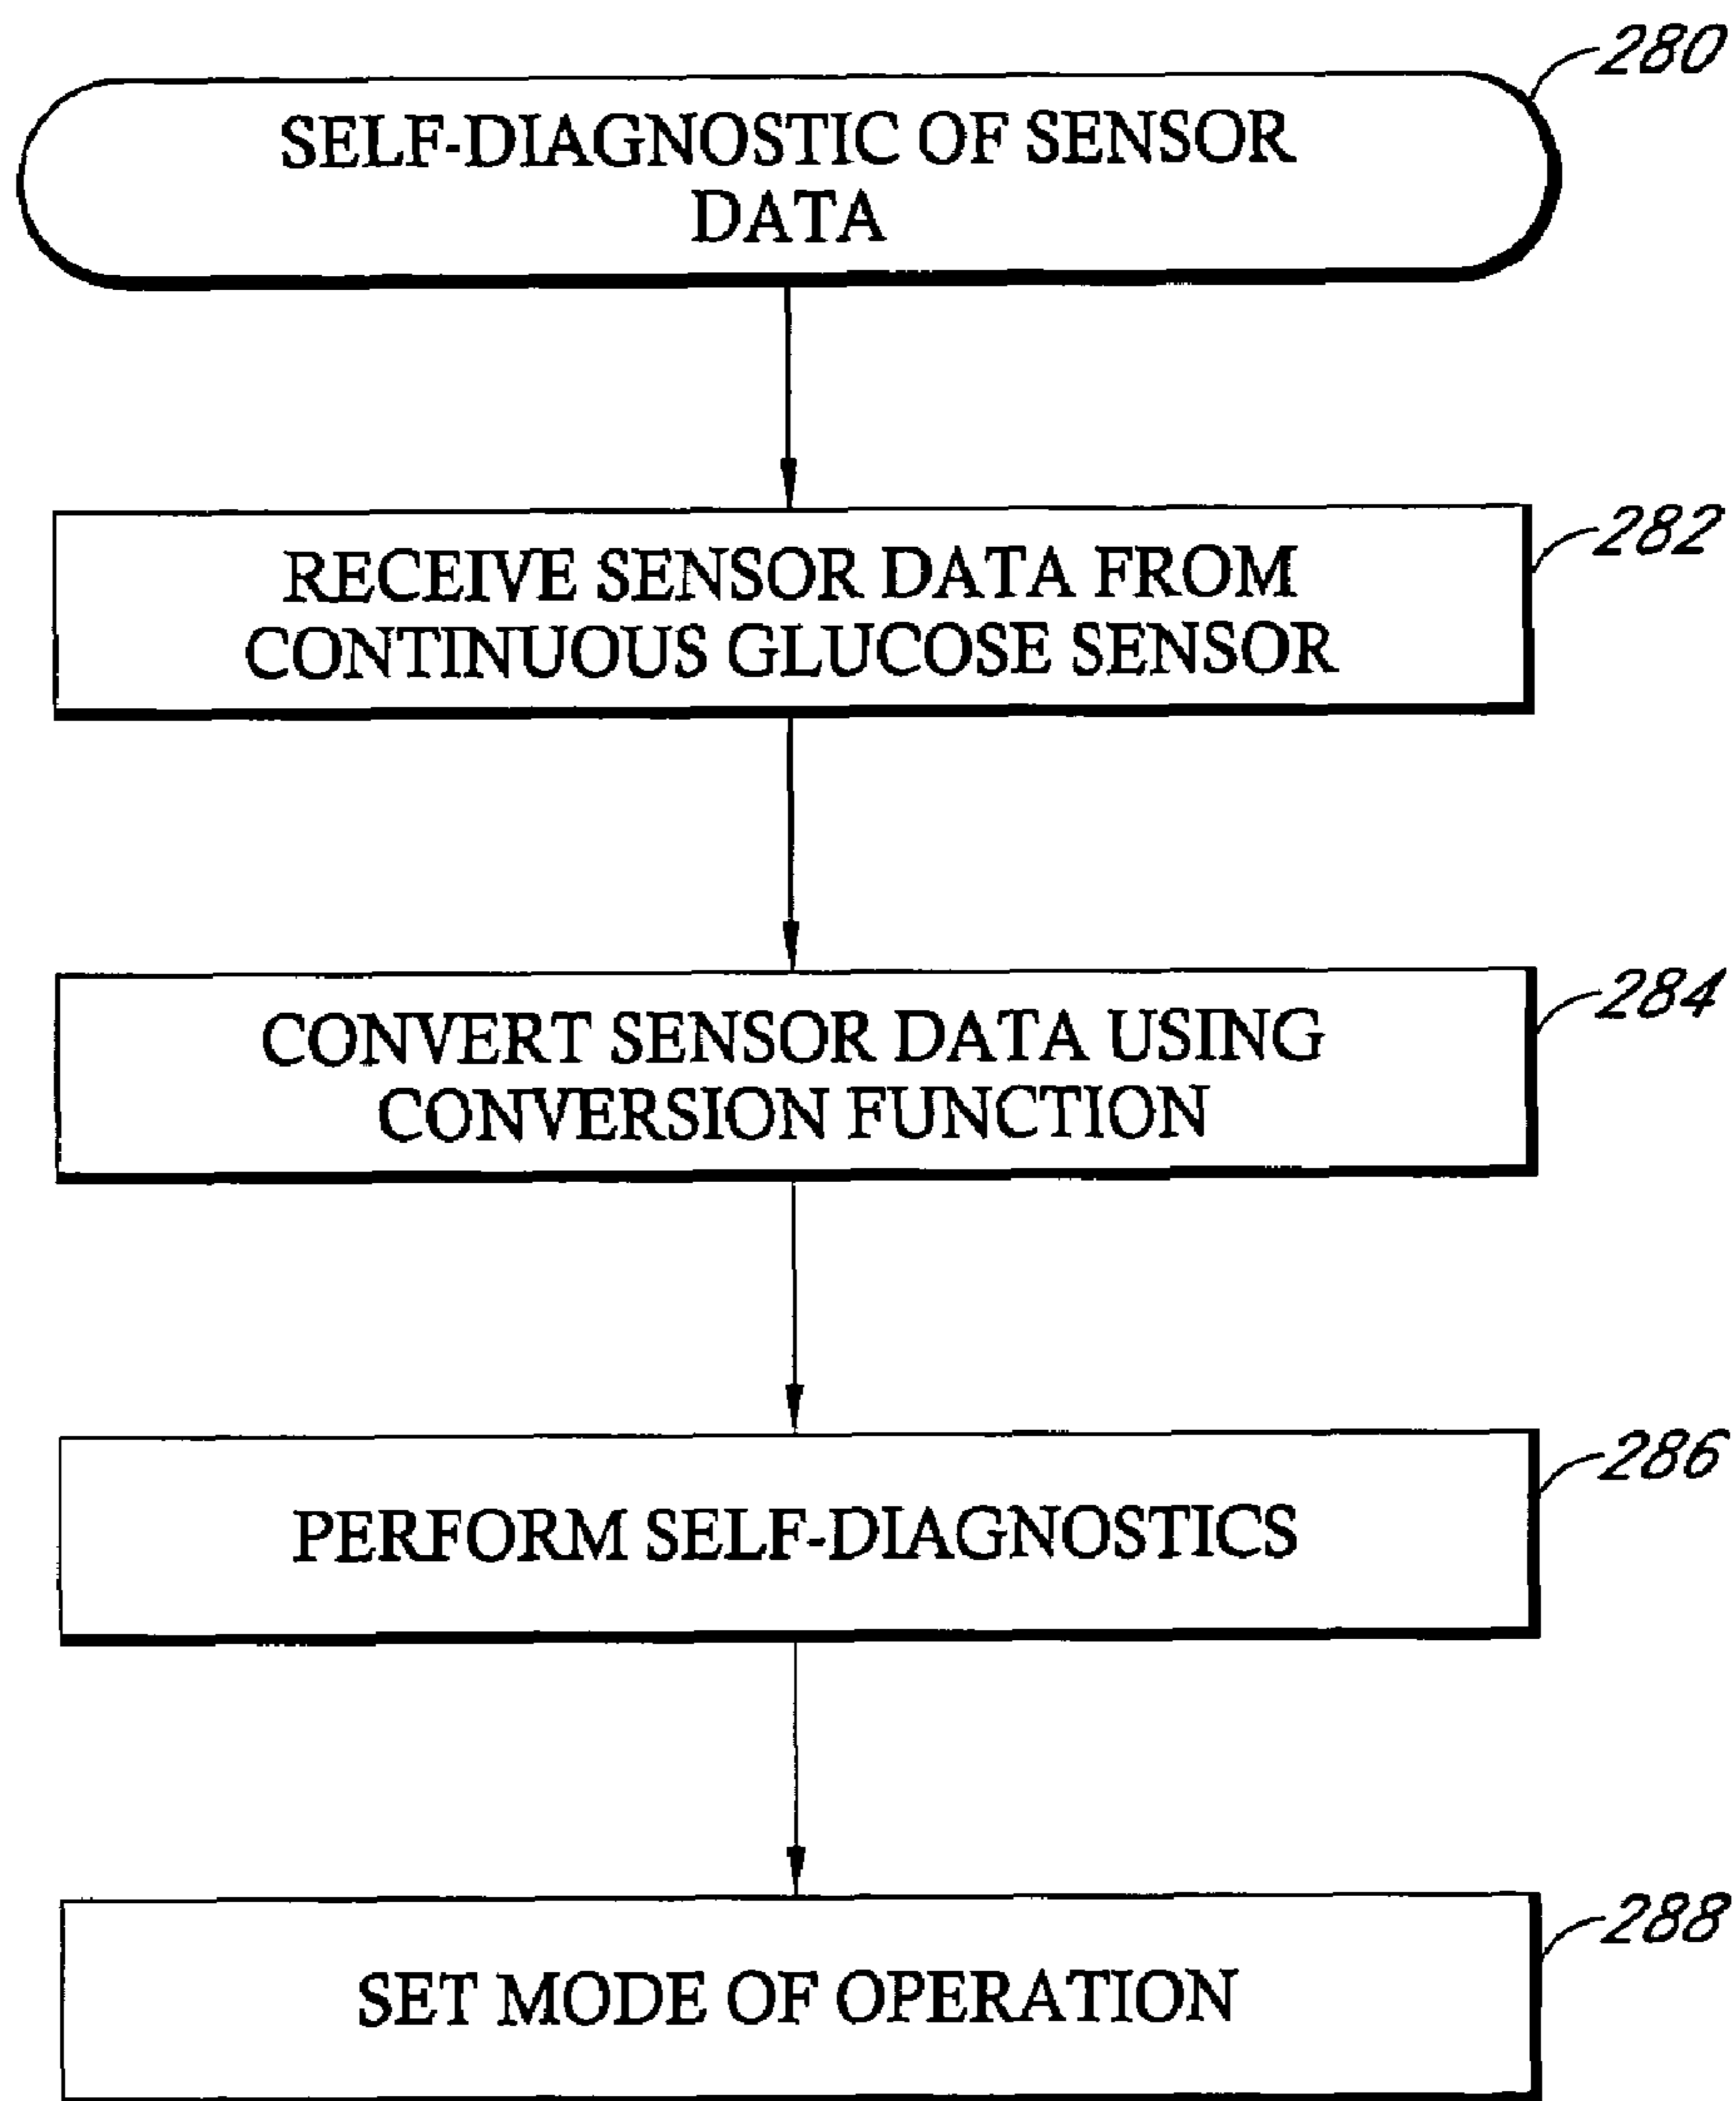 280
SELF-DIAGNOSTIC OF SENSOR
DATA
282
RECEIVE SENSOR DATA FROM
CONTINUOUS GLUCOSE SENSOR
284
CONVERT SENSOR DATA USING
CONVERSION FUNCTION
286
PERFORM SELF-DIAGNOSTICS
288
SET MODE OF OPERATION